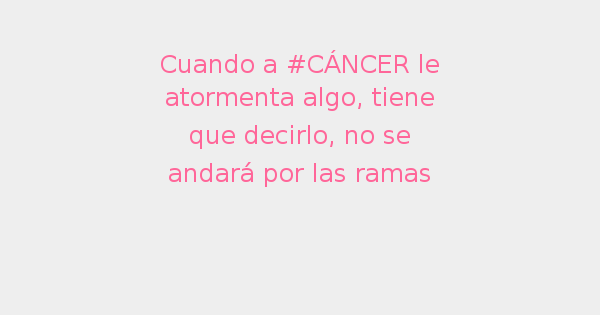 Cuando a #CÁNCER le
atormenta algo, tiene
que decirlo, no se
andará por las ramas